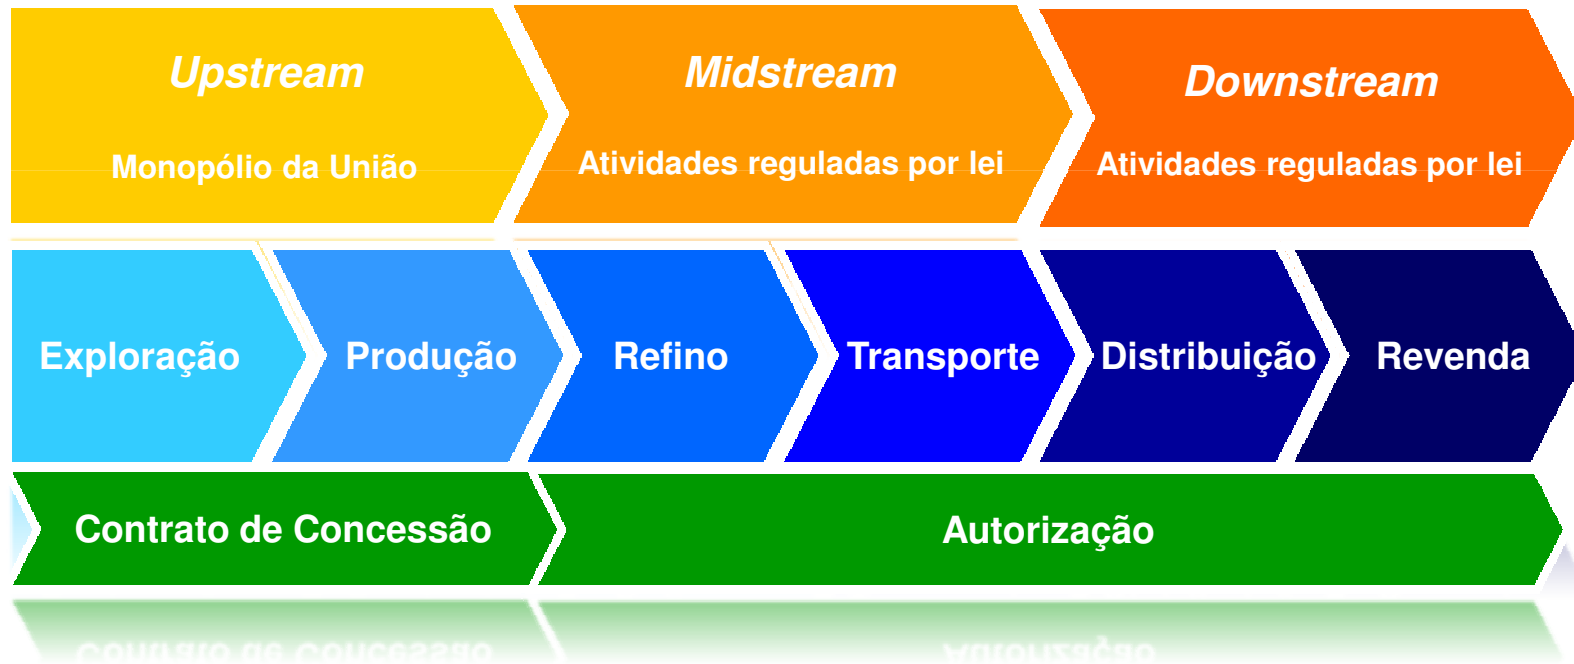 Upstream
Midstream
Downstream
Monopólio da União
Atividades reguladas por lei
Atividades reguladas por lei
Exploração
Produção
Refino
Transporte
Distribuição
Revenda
Contrato de Concessão
Autorização